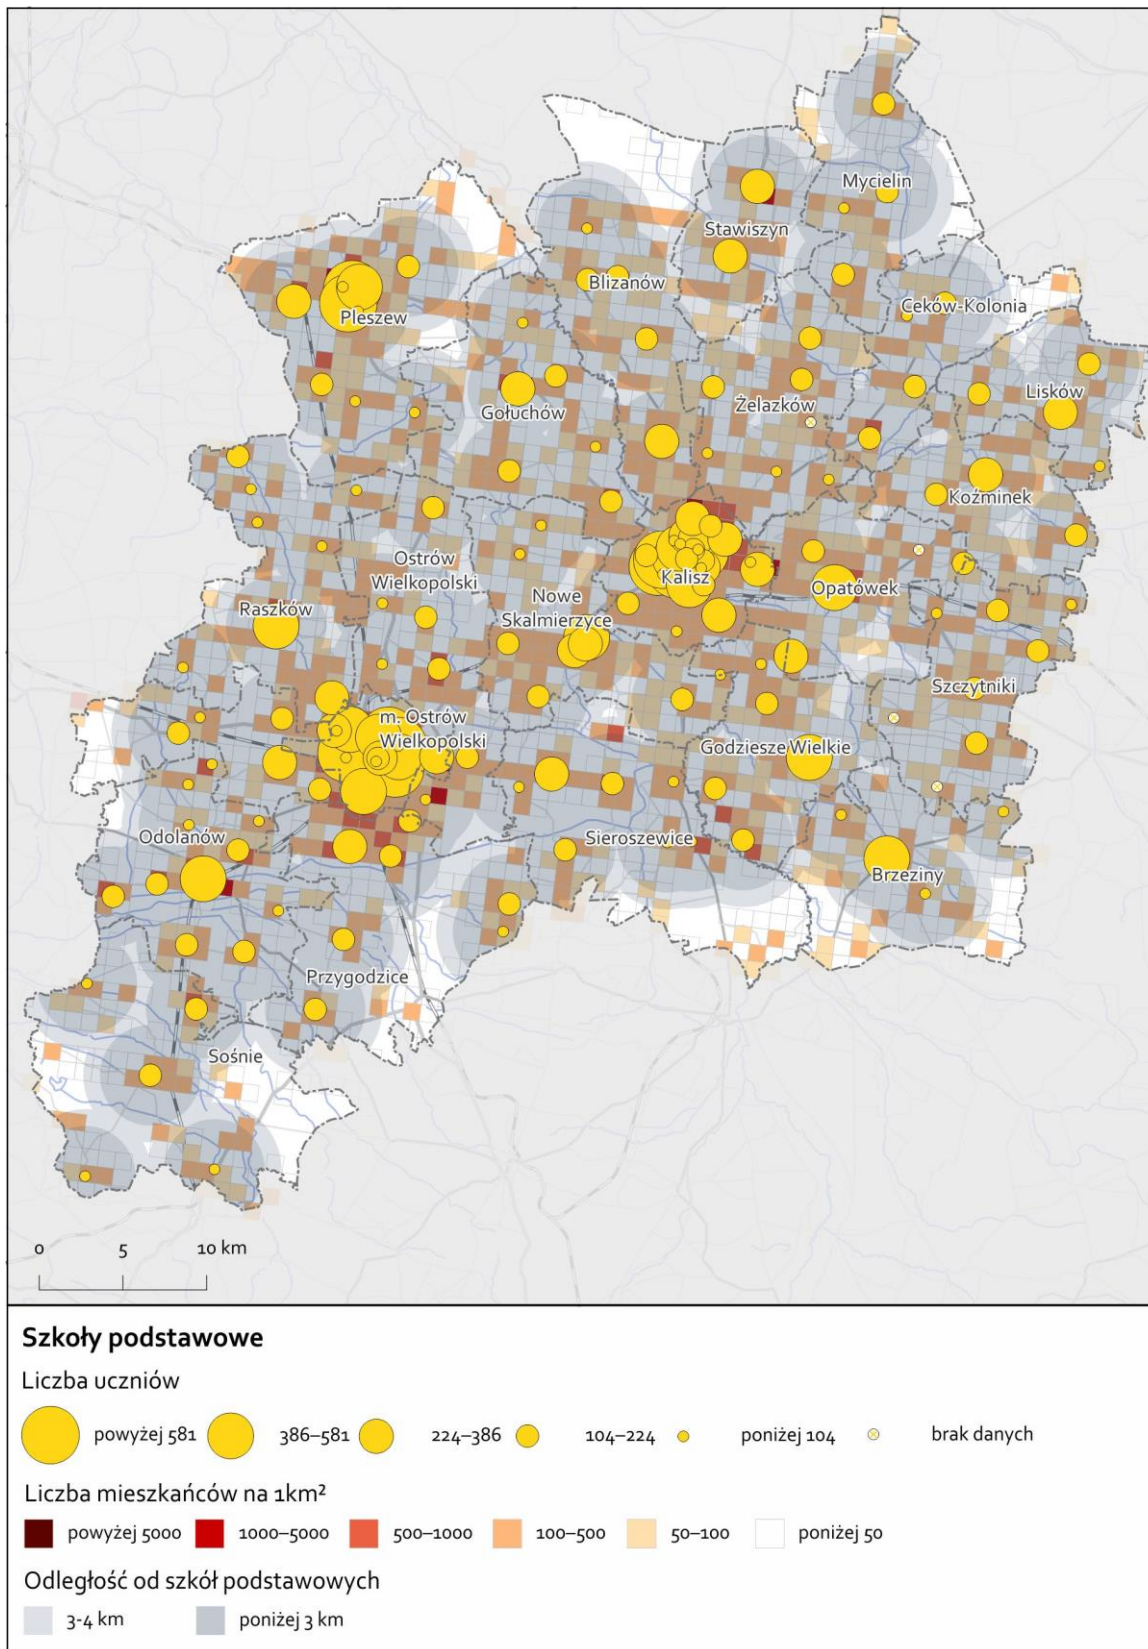 Mycielin
Stawiszyn
Blizanów
Ceków-Kolonia
Pleszew
Lisków
Gołuchów
Żelazków
Koźminek
Ostrów
Wielkopolski
Kalisz
Opatówek
Nowe
Skalmierzyce
Raszków
Szczytniki
m. Ostrów
Wielkopolski
Godziesze Wielkie
Odolanów
Sieroszewice
Brzeziny
Przygodzice
Sośnie
0 5 10 km
Szkoły podstawowe
Liczba uczniów
powyżej 581 386–581 224–386 104–224 poniżej 104 brak danych
Liczba mieszkańców na 1km²
powyżej 5000 1000–5000 500–1000 100–500 50–100 poniżej 50
Odległość od szkół podstawowych
3-4 km poniżej 3 km